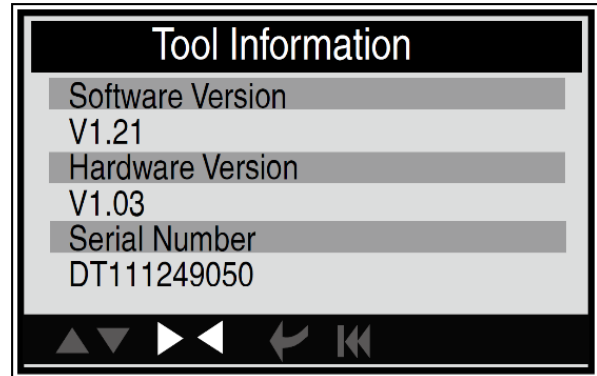 Tool Information
Software Version
V1.21
Hardware Version
V1.03
Serial Number
DT111249050